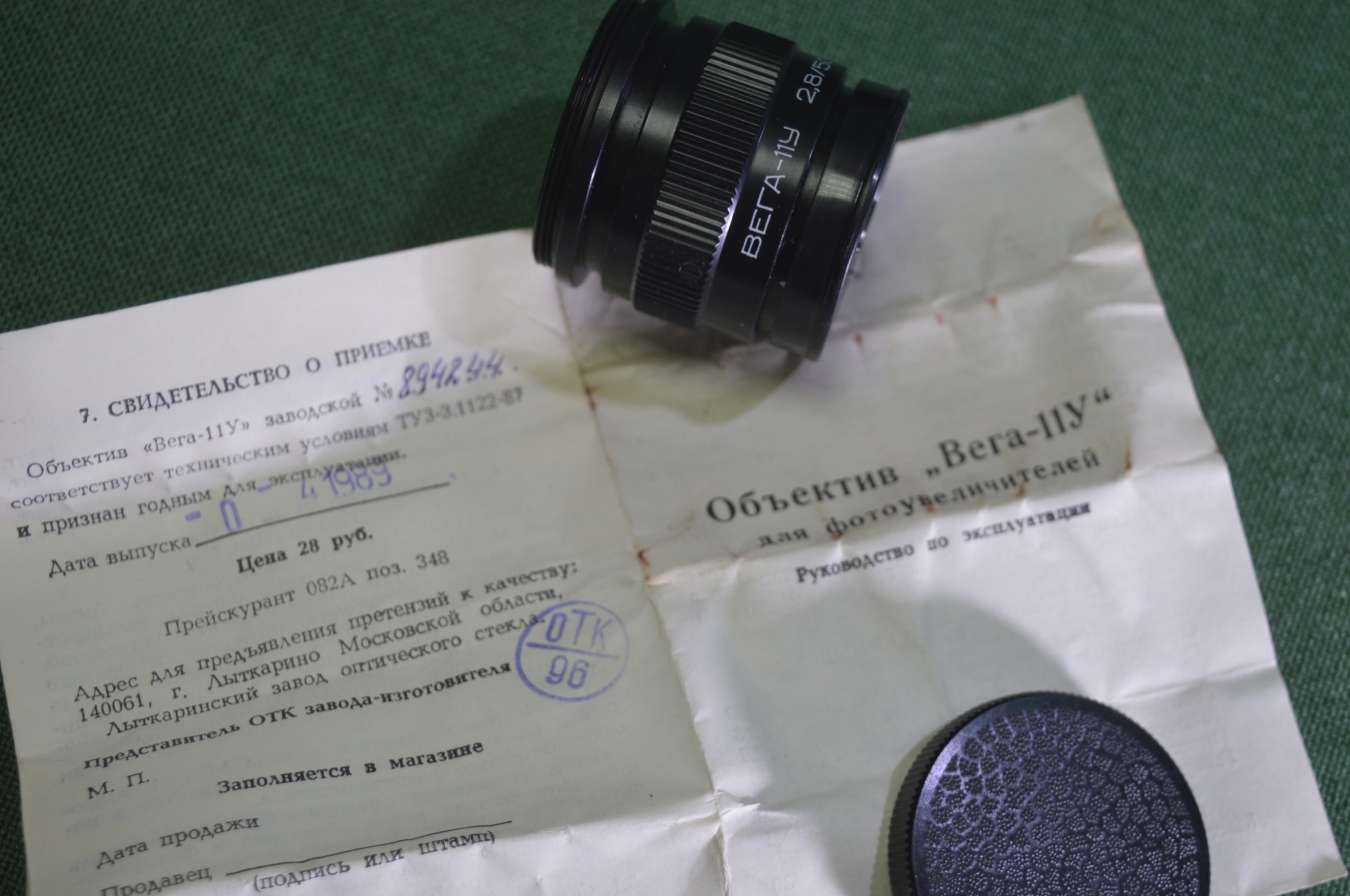 ВЕГА-11У 2,8/5
7. СВИДЕТЕЛЬСТВО О ПРИЕМКЕ
Объектив «Вега-11У» заводской № 894244.
соответствует техническим условиям ТУ3-3.1122-87
и признан годным для эксплуатации.
Дата выпуска 4 1989
Цена 28 руб.
Прейскурант 082А поз. 348
Адрес для предъявления претензий к качеству:
140061, г. Лыткарино Московской области,
Лыткаринский завод оптического стекла.
представитель ОТК завода-изготовителя
ОТК
96
М. П.
Заполняется в магазине
Дата продажи
Продавец
(подпись или штамп)
Объектив „Вега-11У“
для фотоувеличителей
Руководство по эксплуатации